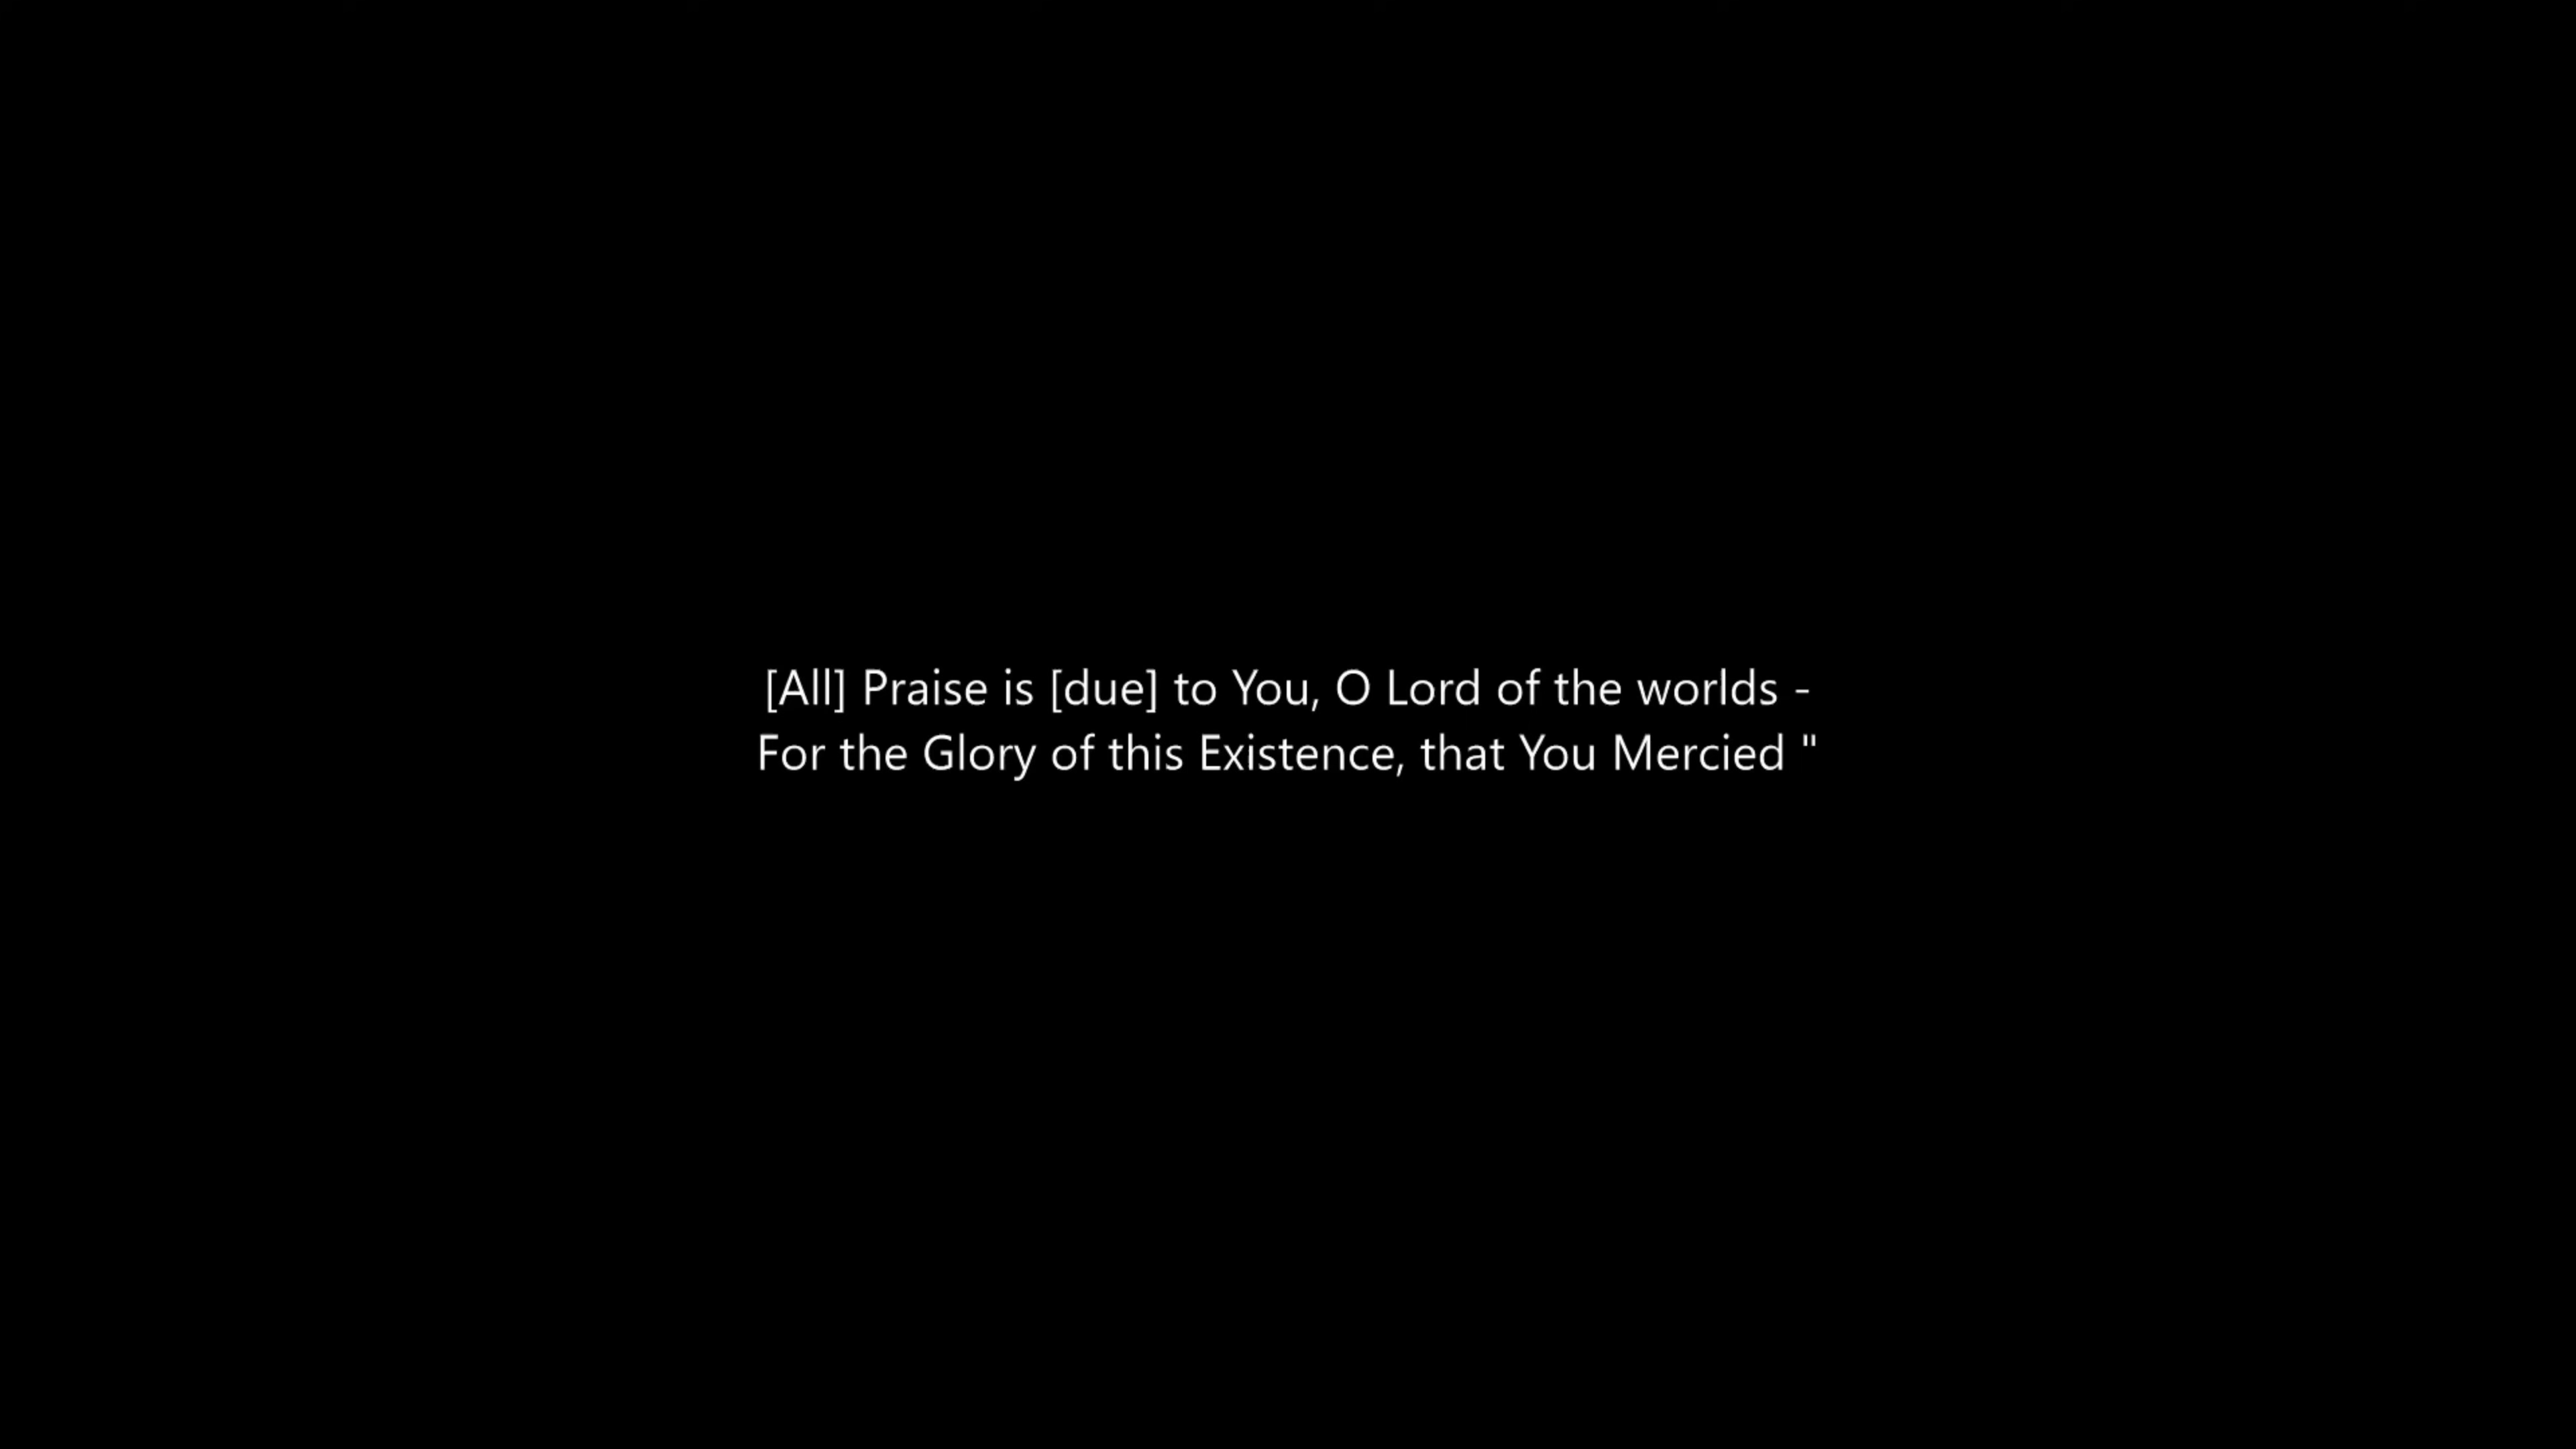 [All] Praise is [due] to You, O Lord of the worlds -
For the Glory of this Existence, that You Mercied "